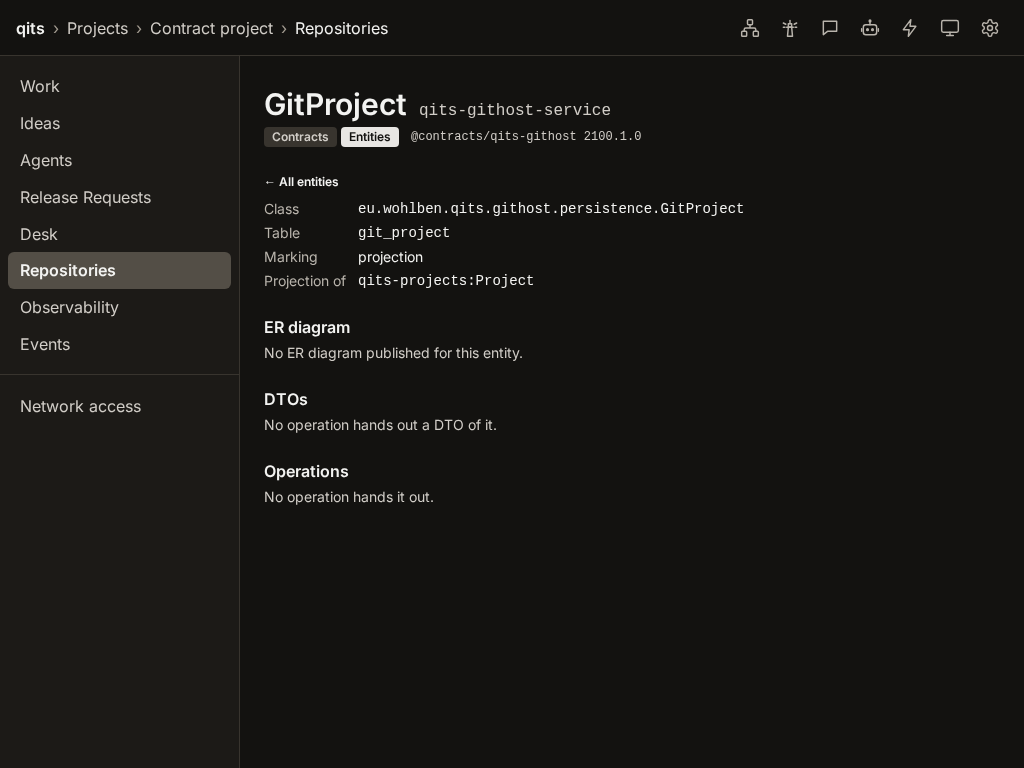 qits › Projects › Contract project › Repositories
Work
Ideas
Agents
Release Requests
Desk
Repositories
Observability
Events
Network access
GitProject qits-githost-service
Contracts Entities @contracts/qits-githost 2100.1.0
← All entities
Class eu.wohlben.qits.githost.persistence.GitProject
Table git_project
Marking projection
Projection of qits-projects:Project
ER diagram
No ER diagram published for this entity.
DTOs
No operation hands out a DTO of it.
Operations
No operation hands it out.